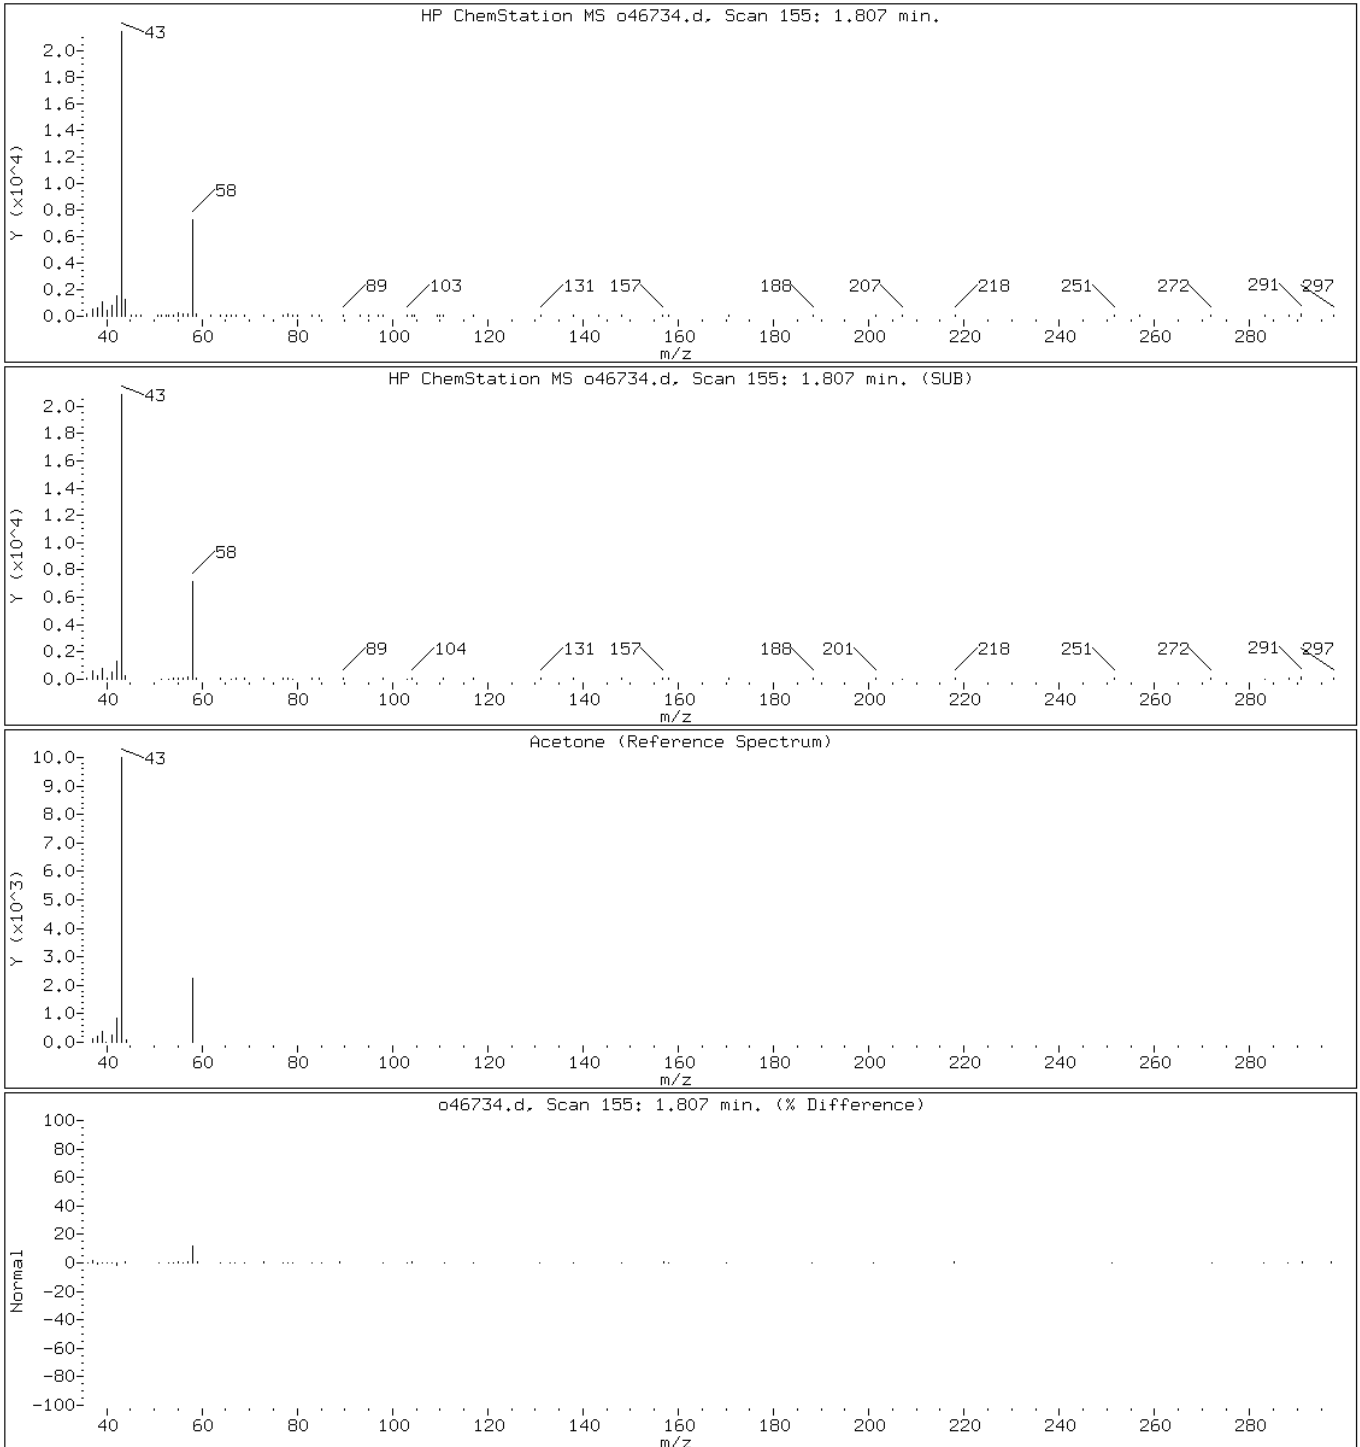 HP ChemStation MS o46734.d, Scan 155: 1.807 min.
43
2.0
1.8
1.6
1.4
1.2
1.0
58
0.8
0.6
0.4
0.2
89 103 131 157 188 207 218 251 272 291 297
0.0
Y (x10^4)
40 60 80 100 120 140 160 180 200 220 240 260 280
m/z
HP ChemStation MS o46734.d, Scan 155: 1.807 min. (SUB)
43
2.0
1.8
1.6
1.4
1.2
1.0
58
0.8
0.6
0.4
0.2
89 104 131 157 188 201 218 251 272 291 297
0.0
Y (x10^4)
40 60 80 100 120 140 160 180 200 220 240 260 280
m/z
Acetone (Reference Spectrum)
10.0
43
9.0
8.0
7.0
6.0
5.0
4.0
3.0
2.0
1.0
0.0
Y (x10^3)
40 60 80 100 120 140 160 180 200 220 240 260 280
m/z
o46734.d, Scan 155: 1.807 min. (% Difference)
100
80
60
40
20
0
-20
-40
-60
-80
-100
Normal
40 60 80 100 120 140 160 180 200 220 240 260 280
m/z